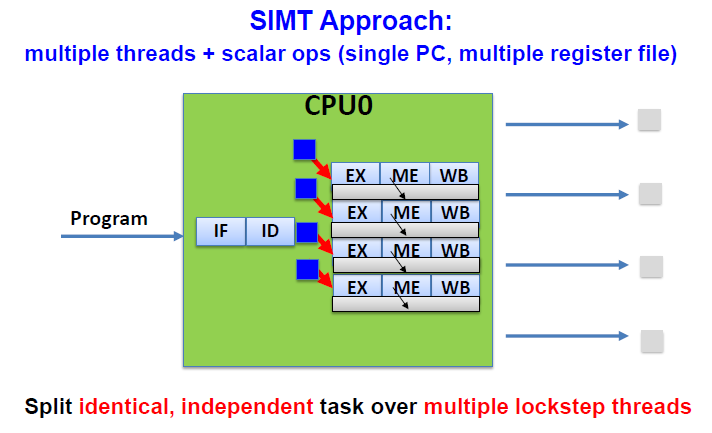 SIMT Approach:
multiple threads + scalar ops (single PC, multiple register file)
CPU0
EX ME WB
EX ME WB
Program
IF ID
EX ME WB
EX ME WB
Split identical, independent task over multiple lockstep threads